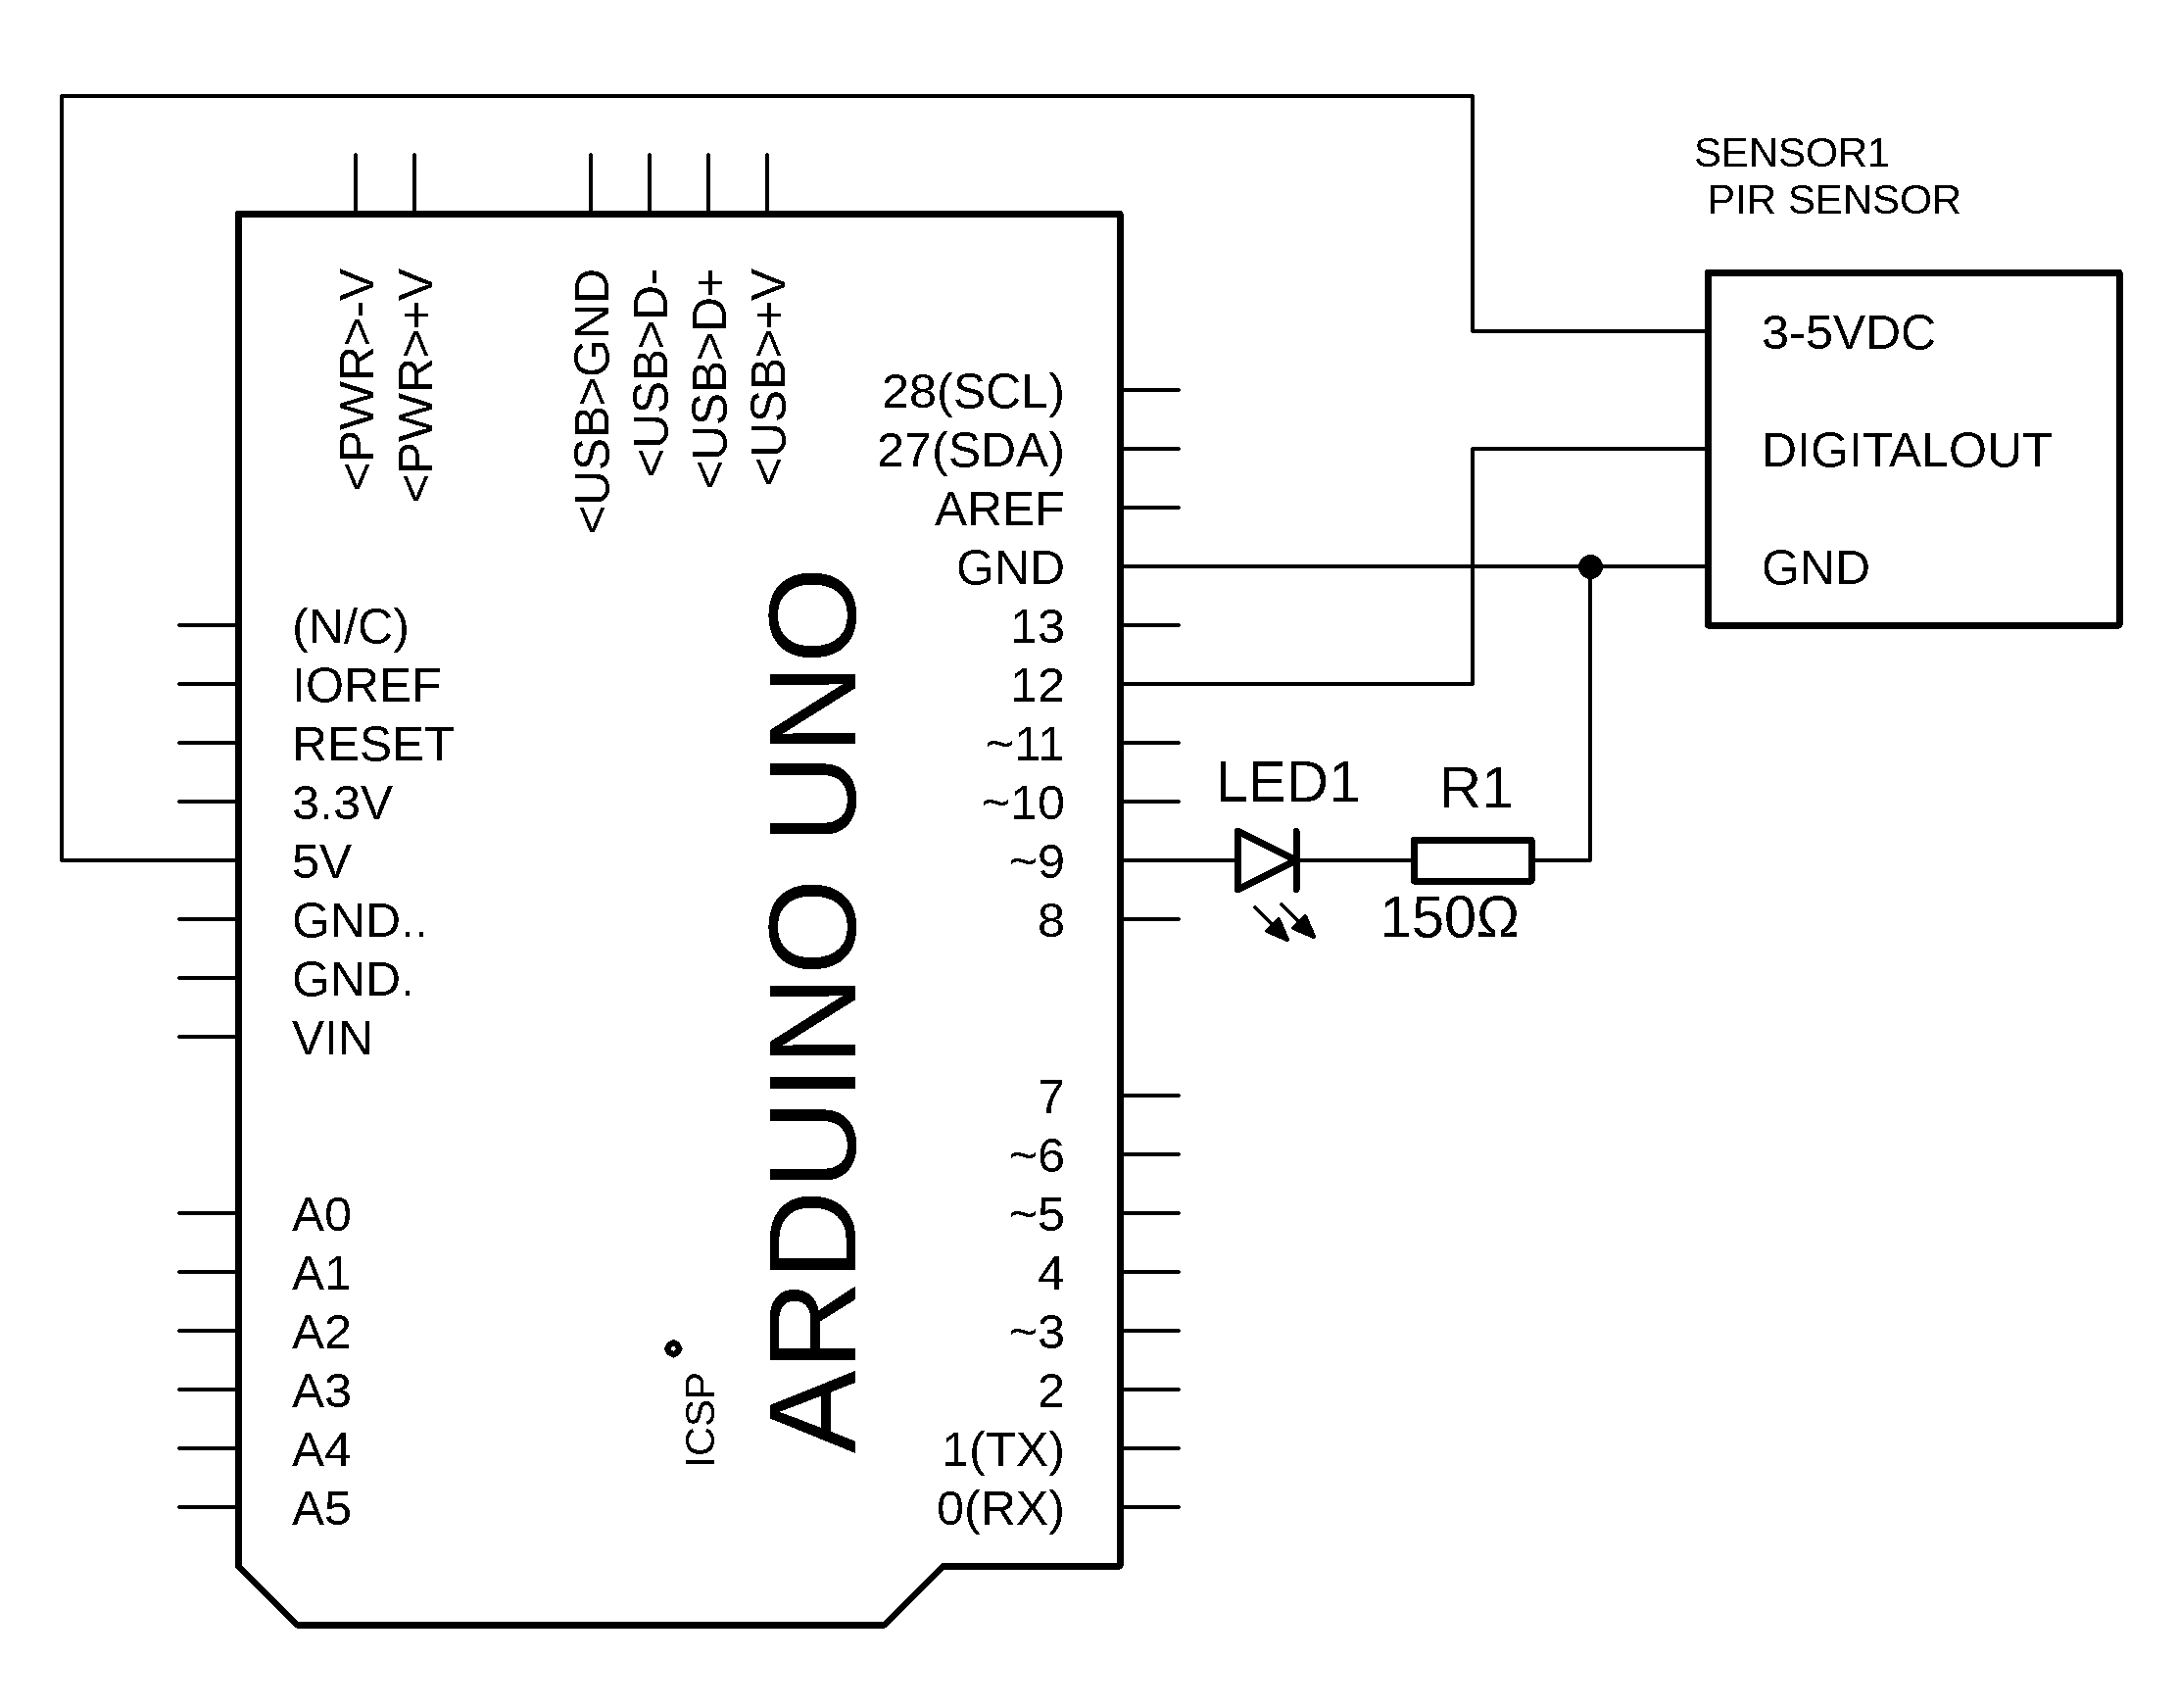 SENSOR1
PIR SENSOR
3-5VDC
DIGITALOUT
GND
<PWR>-V
<PWR>+V
<USB>GND
<USB>D-
<USB>D+
<USB>+V
28(SCL)
27(SDA)
AREF
GND
13
12
~11
~10
~9
8
7
~6
~5
4
~3
2
1(TX)
0(RX)
(N/C)
IOREF
RESET
3.3V
5V
GND..
GND.
VIN
A0
A1
A2
A3
A4
A5
ARDUINO UNO
ICSP
LED1
R1
150Ω